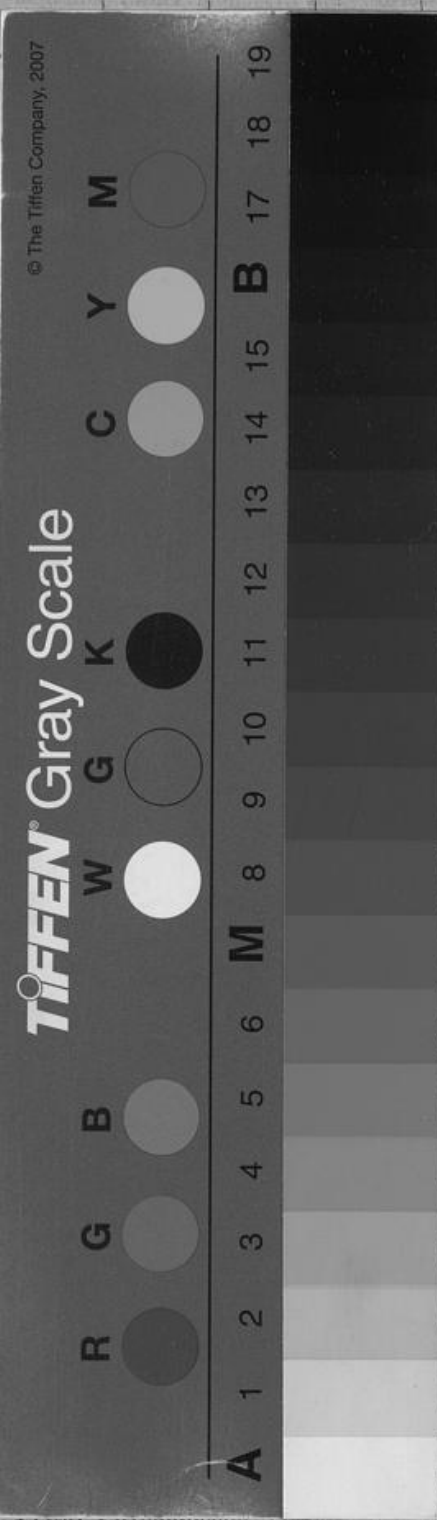 TIFFEN® Gray Scale
© The Tiffen Company, 2007
R G B W G K C Y M
A 1 2 3 4 5 6 M 8 9 10 11 12 13 14 15 B 17 18 19